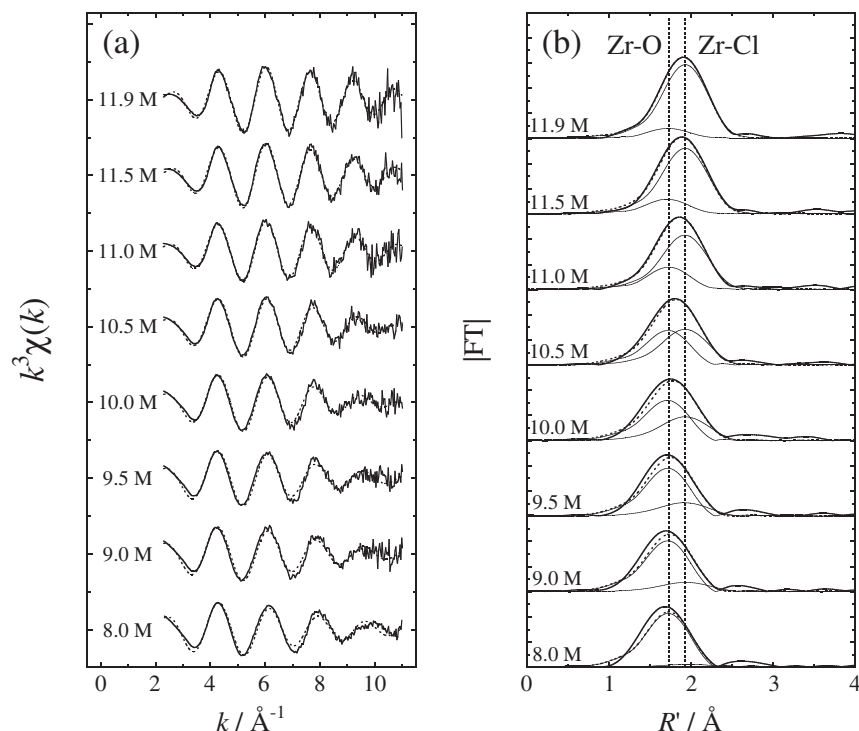 (a)
11.9 M
11.5 M
11.0 M
10.5 M
10.0 M
9.5 M
9.0 M
8.0 M
k³χ(k)
0 2 4 6 8 10
k / Å⁻¹
(b) Zr-O Zr-Cl
11.9 M
11.5 M
11.0 M
10.5 M
10.0 M
9.5 M
9.0 M
8.0 M
|FT|
0 1 2 3 4
R' / Å